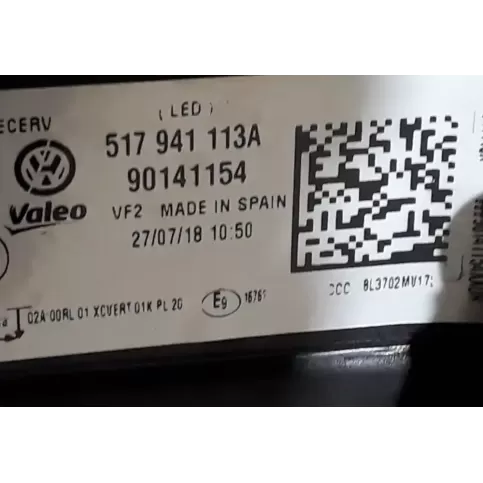 ECERV
(LED)
517 941 113A
90141154
Valeo
VF2 MADE IN SPAIN
27/07/18 10:50
02A 00RL 01 XCVERT 01K PL 2G
E9
CCC 8L3702MV17